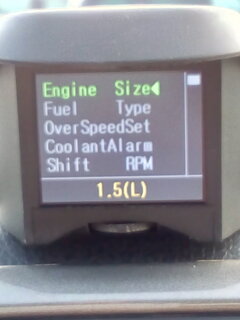 Engine Size
Fuel Type
OverSpeedSet
CoolantAlarm
Shift RPM
1.5(L)